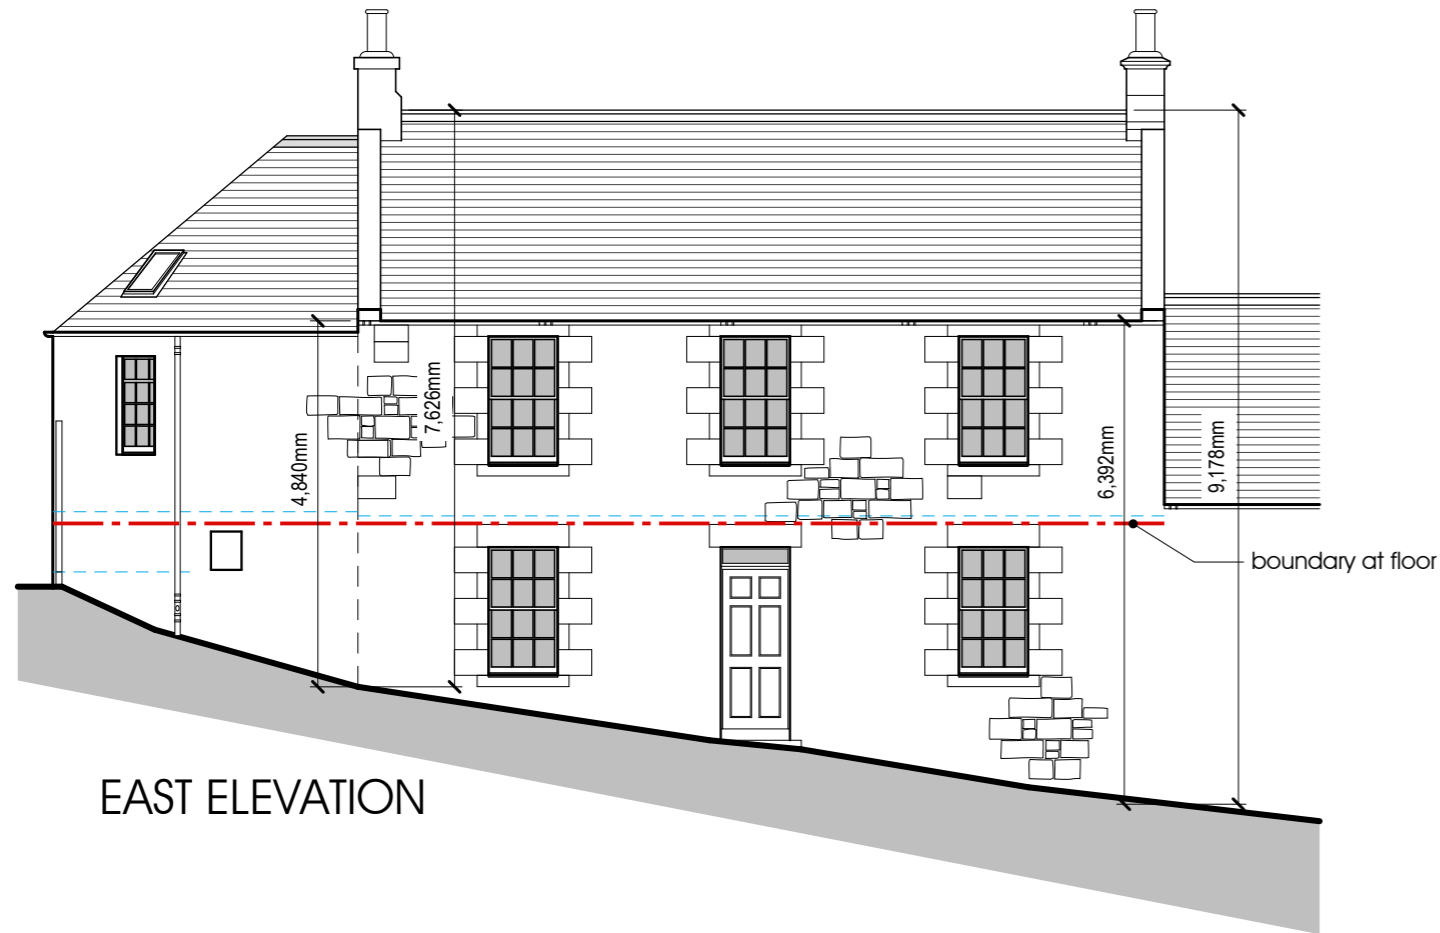 7,626mm
4,840mm
6,392mm
9,178mm
boundary at floor
EAST ELEVATION